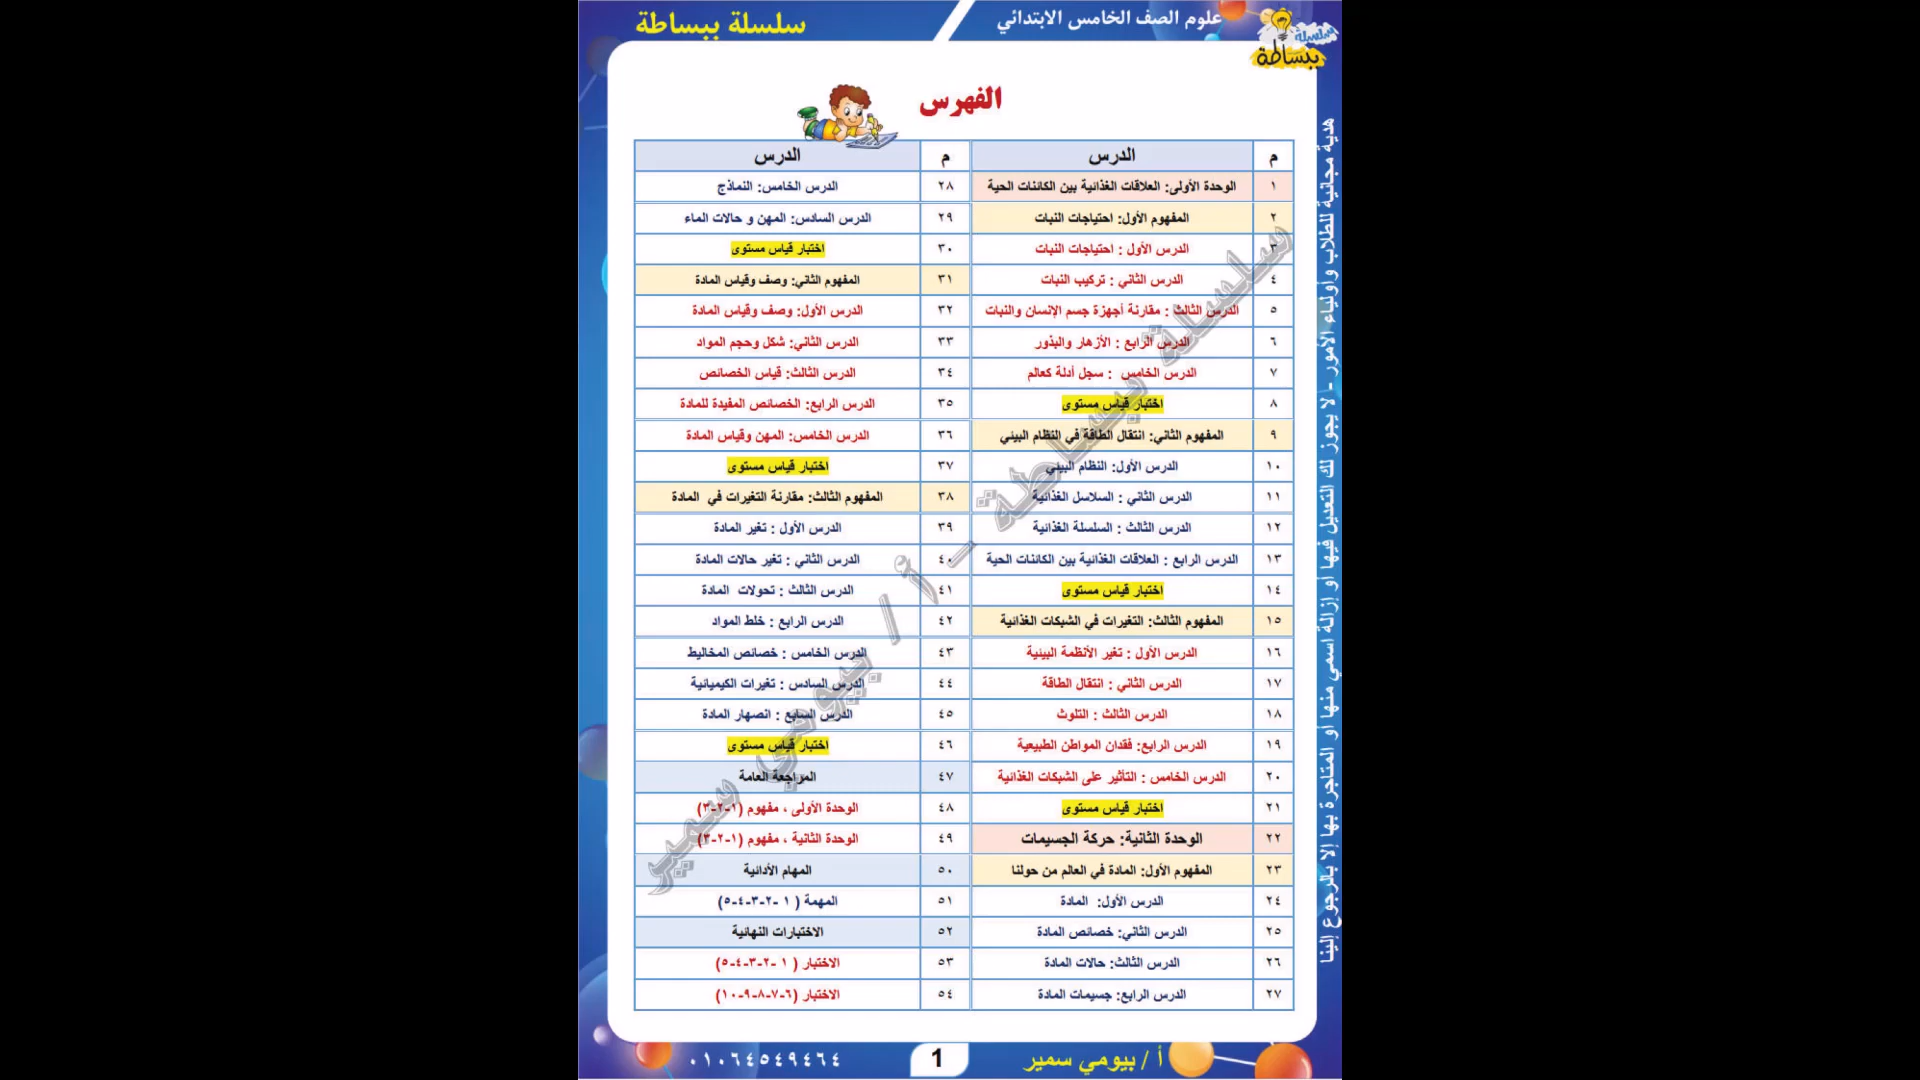 علوم الصف الخامس الابتدائي
سلسلة ببساطة
سلسلة
ببساطة
الفهرس
م	الدرس	م	الدرس
١	الوحدة الأولى: العلاقات الغذائية بين الكائنات الحية	٢٨	الدرس الخامس: النماذج
٢	المفهوم الأول: احتياجات النبات	٢٩	الدرس السادس: المهن و حالات الماء
٣	الدرس الأول : احتياجات النبات	٣٠	اختبار قياس مستوى
٤	الدرس الثاني : تركيب النبات	٣١	المفهوم الثاني: وصف وقياس المادة
٥	الدرس الثالث : مقارنة أجهزة جسم الإنسان والنبات	٣٢	الدرس الأول: وصف وقياس المادة
٦	الدرس الرابع : الأزهار والبذور	٣٣	الدرس الثاني: شكل وحجم المواد
٧	الدرس الخامس : سجل أدلة كعالم	٣٤	الدرس الثالث: قياس الخصائص
٨	اختبار قياس مستوى	٣٥	الدرس الرابع: الخصائص المفيدة للمادة
٩	المفهوم الثاني: انتقال الطاقة في النظام البيئي	٣٦	الدرس الخامس: المهن وقياس المادة
١٠	الدرس الأول: النظام البيئي	٣٧	اختبار قياس مستوى
١١	الدرس الثاني : السلاسل الغذائية	٣٨	المفهوم الثالث: مقارنة التغيرات في المادة
١٢	الدرس الثالث : السلسلة الغذائية	٣٩	الدرس الأول : تغير المادة
١٣	الدرس الرابع : العلاقات الغذائية بين الكائنات الحية	٤٠	الدرس الثاني : تغير حالات المادة
١٤	اختبار قياس مستوى	٤١	الدرس الثالث : تحولات المادة
١٥	المفهوم الثالث: التغيرات في الشبكات الغذائية	٤٢	الدرس الرابع : خلط المواد
١٦	الدرس الأول : تغير الأنظمة البيئية	٤٣	الدرس الخامس : خصائص المخاليط
١٧	الدرس الثاني : انتقال الطاقة	٤٤	الدرس السادس : تغيرات الكيميائية
١٨	الدرس الثالث : التلوث	٤٥	الدرس السابع : انصهار المادة
١٩	الدرس الرابع: فقدان المواطن الطبيعية	٤٦	اختبار قياس مستوى
٢٠	الدرس الخامس : التأثير على الشبكات الغذائية	٤٧	المراجعة العامة
٢١	اختبار قياس مستوى	٤٨	الوحدة الأولى ، مفهوم (١-٢-٣)
٢٢	الوحدة الثانية: حركة الجسيمات	٤٩	الوحدة الثانية ، مفهوم (١-٢-٣)
٢٣	المفهوم الأول: المادة في العالم من حولنا	٥٠	المهام الأدائية
٢٤	الدرس الأول: المادة	٥١	المهمة ( ١ -٢-٣-٤-٥)
٢٥	الدرس الثاني: خصائص المادة	٥٢	الاختبارات النهائية
٢٦	الدرس الثالث: حالات المادة	٥٣	الاختبار ( ١ -٢-٣-٤-٥)
٢٧	الدرس الرابع: جسيمات المادة	٥٤	الاختبار (٦-٧-٨-٩-١٠)
سلسلة ببساطة – أ / بيومي سمير
هدية مجانية للطلاب وأولياء الأمور - لا يجوز لك التعديل فيها أو إزالة اسمي منها أو المتاجرة بها إلا بالرجوع إلينا
أ / بيومي سمير
1
٠١٠٦٤٥٤٩٤٦٤